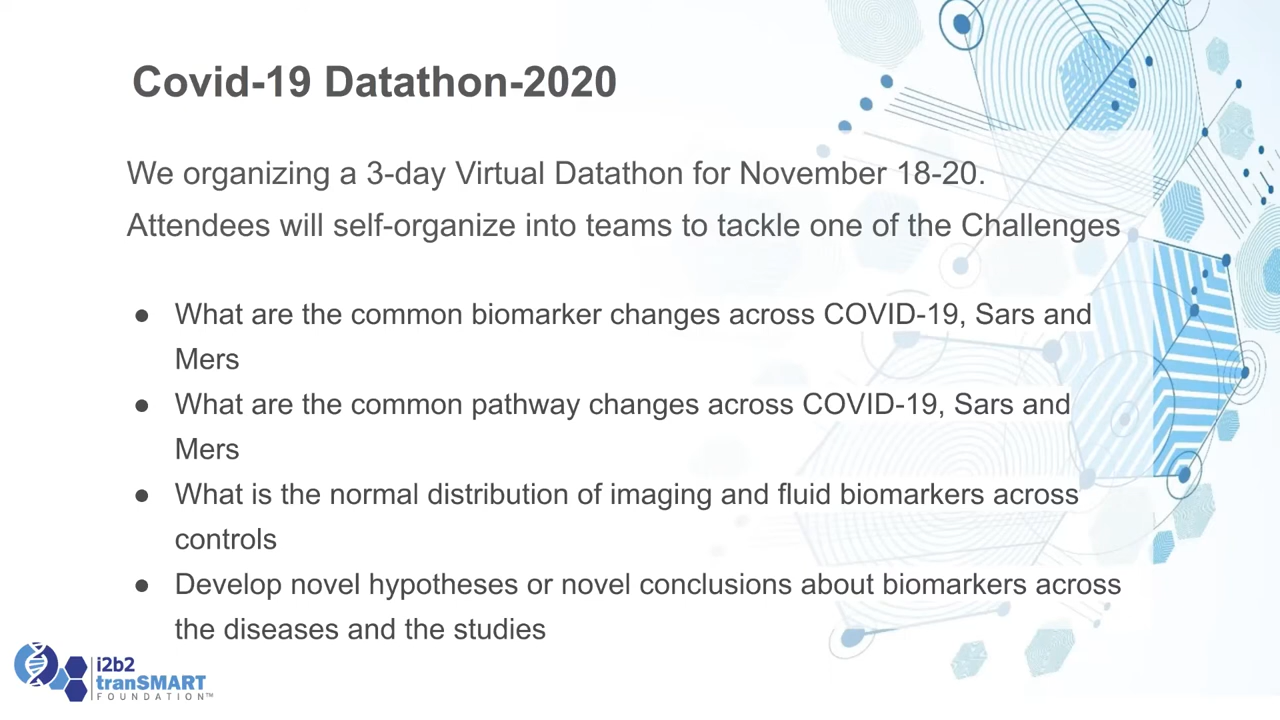 Covid-19 Datathon-2020
We organizing a 3-day Virtual Datathon for November 18-20.
Attendees will self-organize into teams to tackle one of the Challenges
● What are the common biomarker changes across COVID-19, Sars and
Mers
● What are the common pathway changes across COVID-19, Sars and
Mers
● What is the normal distribution of imaging and fluid biomarkers across
controls
● Develop novel hypotheses or novel conclusions about biomarkers across
the diseases and the studies
i2b2
tranSMART
FOUNDATION™